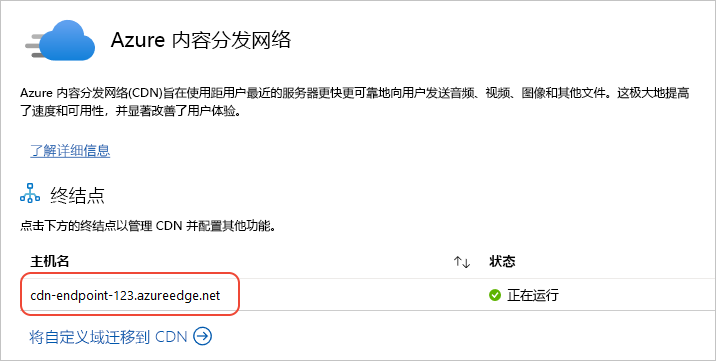 Azure 内容分发网络
Azure 内容分发网络(CDN)旨在使用距用户最近的服务器更快更可靠地向用户发送音频、视频、图像和其他文件。这极大地提高
了速度和可用性，并显著改善了用户体验。
了解详细信息
终结点
点击下方的终结点以管理 CDN 并配置其他功能。
主机名 ↑↓ 状态
cdn-endpoint-123.azureedge.net 正在运行
将自定义域迁移到 CDN